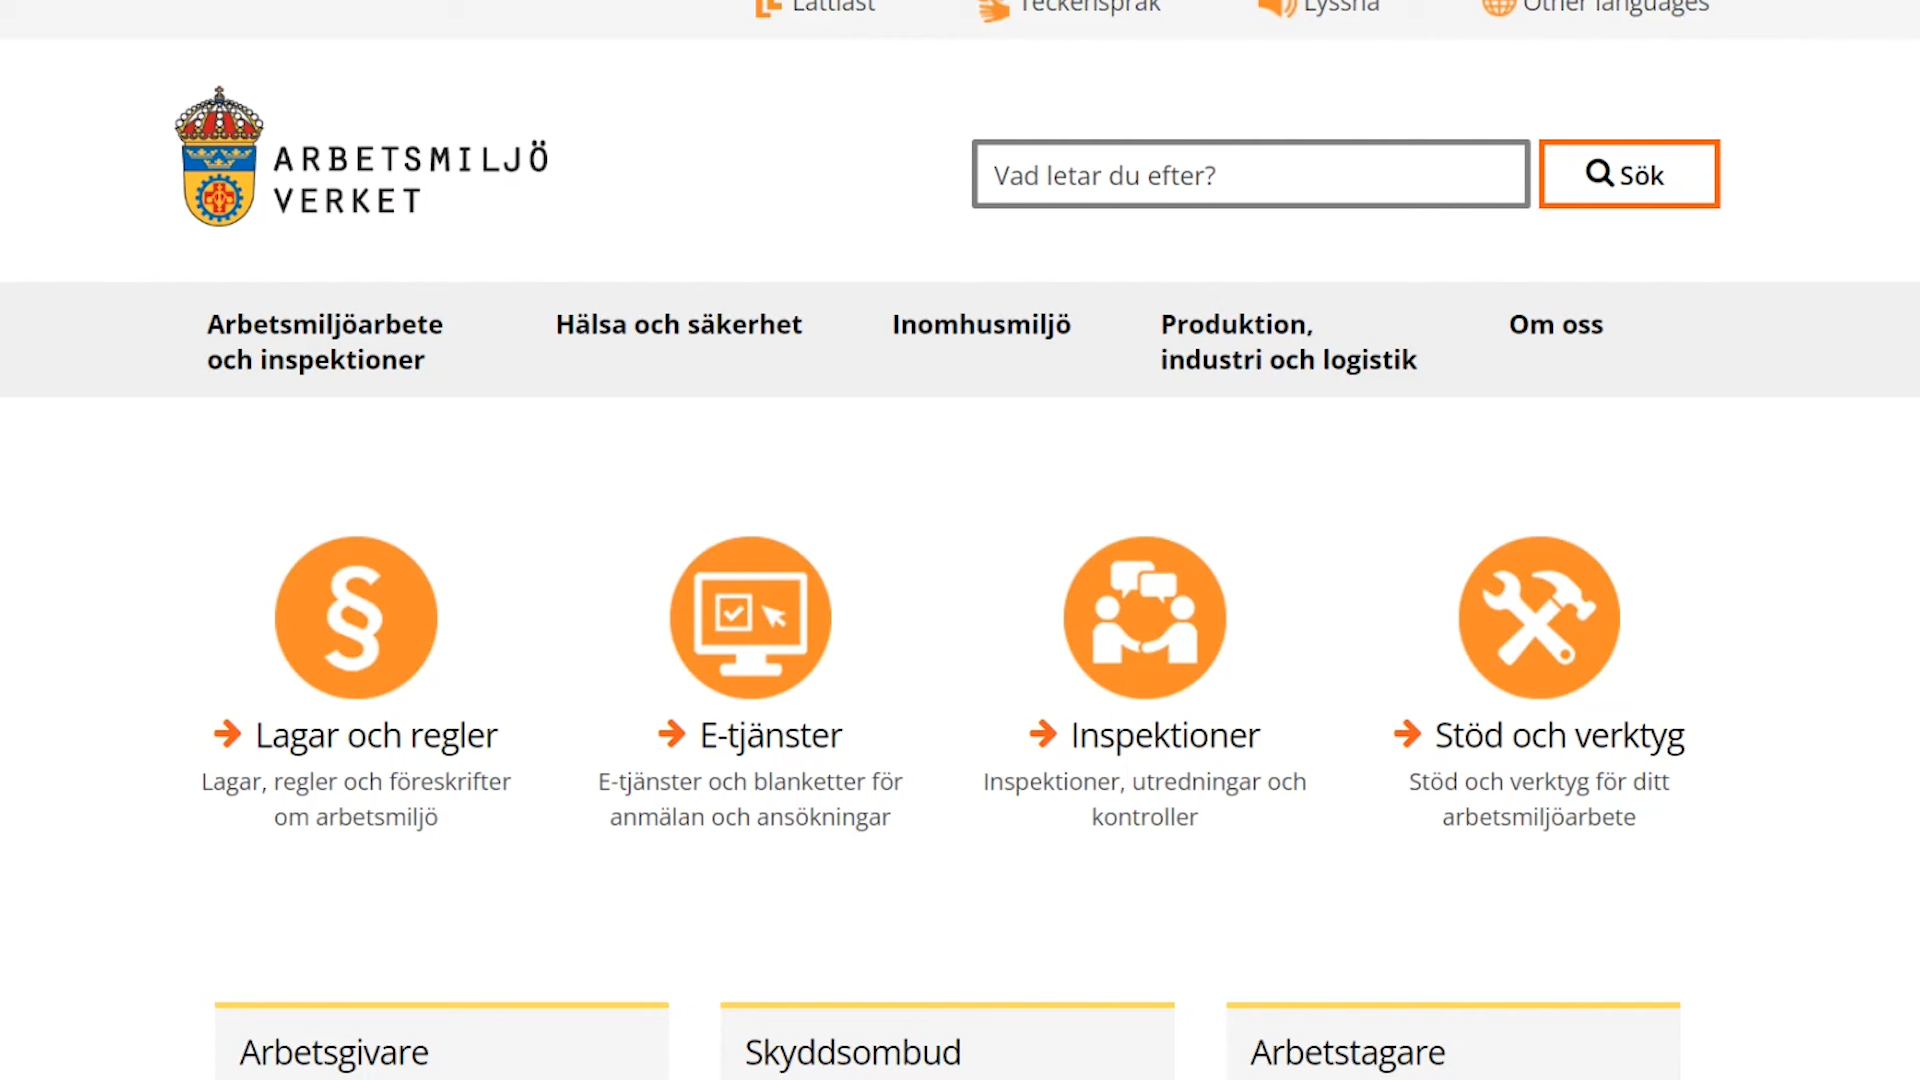 Lättläst Teckenspråk Lyssna Other languages
ARBETSMILJÖ
VERKET
Vad letar du efter?
Sök
Arbetsmiljöarbete
och inspektioner
Hälsa och säkerhet
Inomhusmiljö
Produktion,
industri och logistik
Om oss
Lagar och regler
Lagar, regler och föreskrifter
om arbetsmiljö
E-tjänster
E-tjänster och blanketter för
anmälan och ansökningar
Inspektioner
Inspektioner, utredningar och
kontroller
Stöd och verktyg
Stöd och verktyg för ditt
arbetsmiljöarbete
Arbetsgivare
Skyddsombud
Arbetstagare